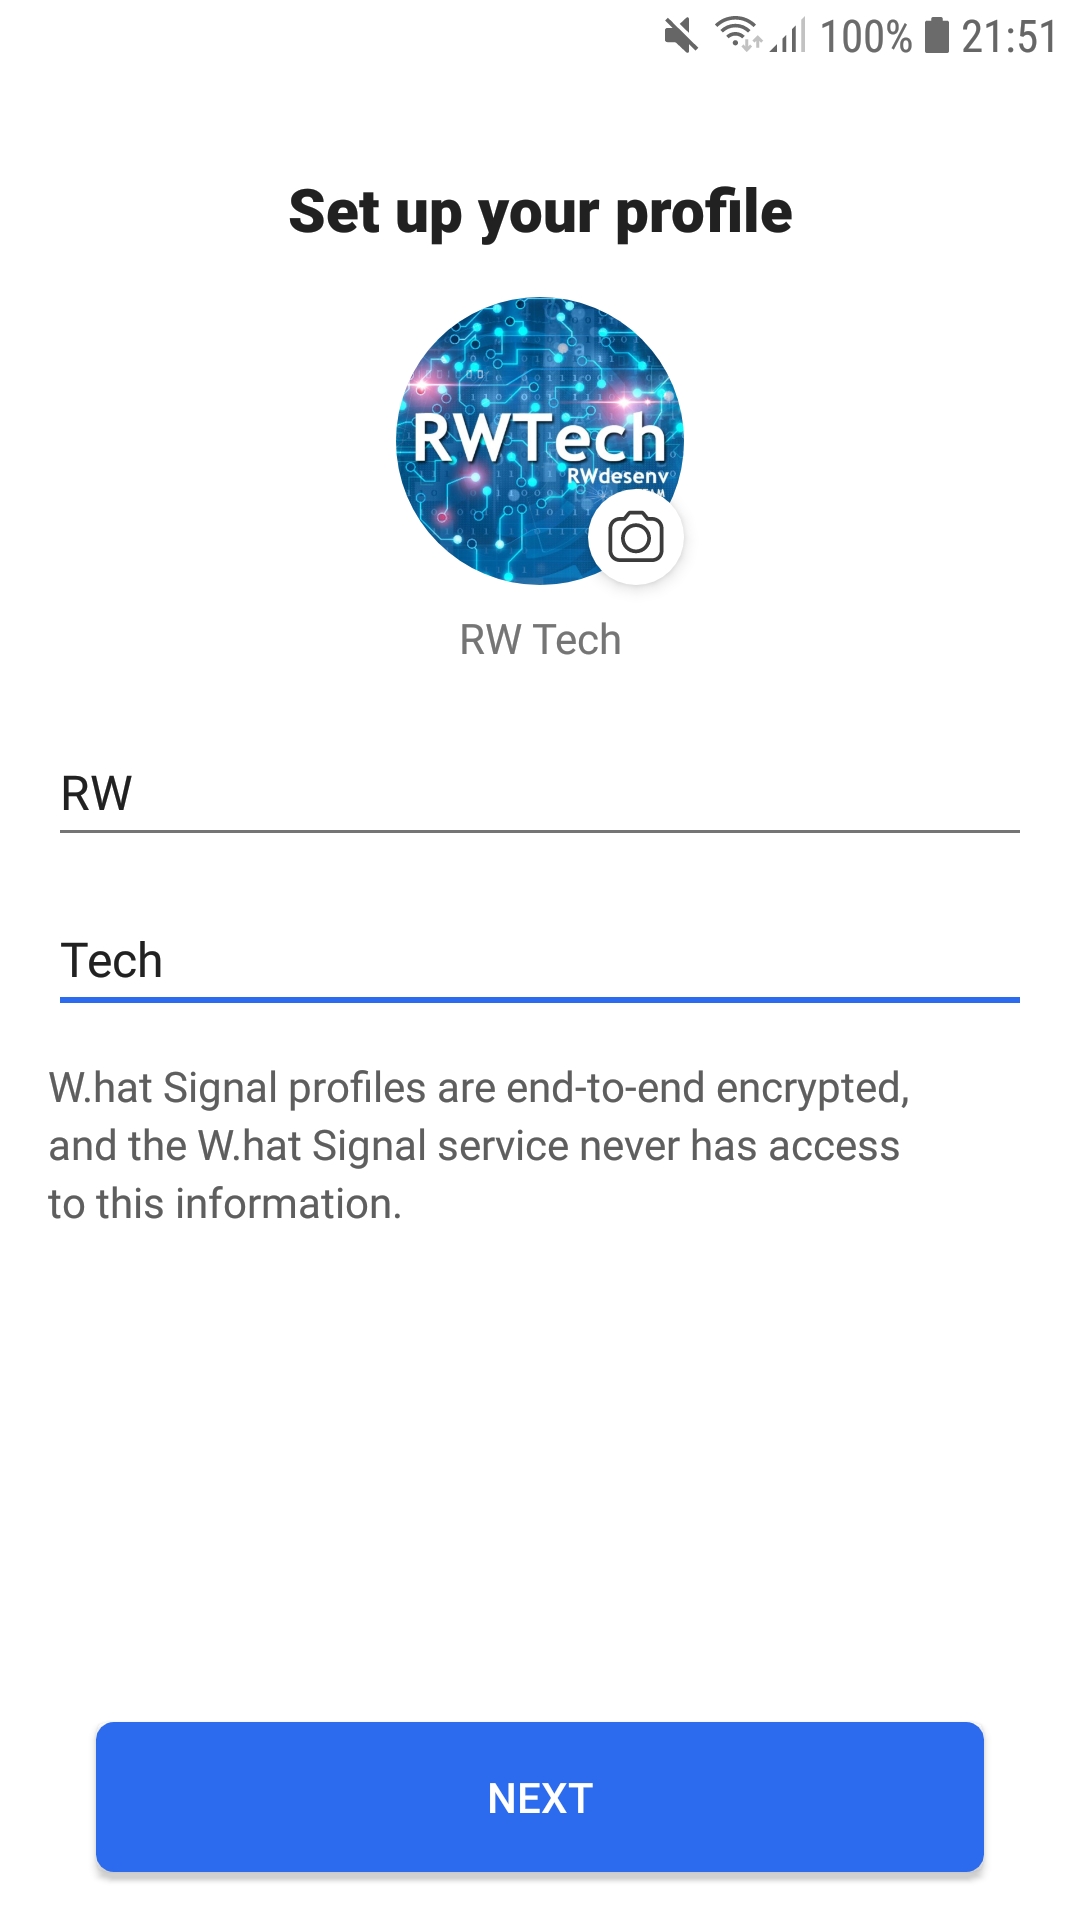 100% 21:51
Set up your profile
RWTech
RWdesenv
RW Tech
RW
Tech
W.hat Signal profiles are end-to-end encrypted,
and the W.hat Signal service never has access
to this information.
NEXT